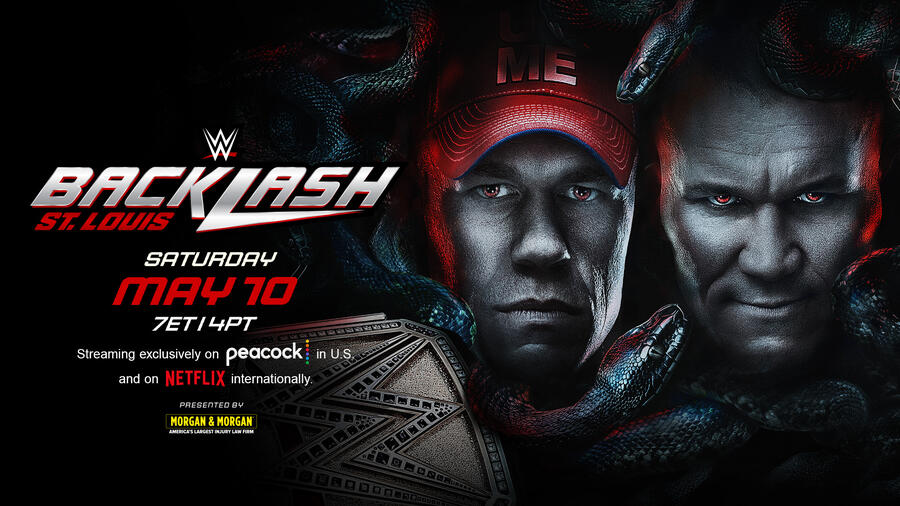 W
BACKLASH
ST. LOUIS
SATURDAY
MAY 10
7ET | 4PT
Streaming exclusively on peacock in U.S.
and on NETFLIX internationally.
PRESENTED BY
MORGAN & MORGAN
AMERICA'S LARGEST INJURY LAW FIRM
U
ME